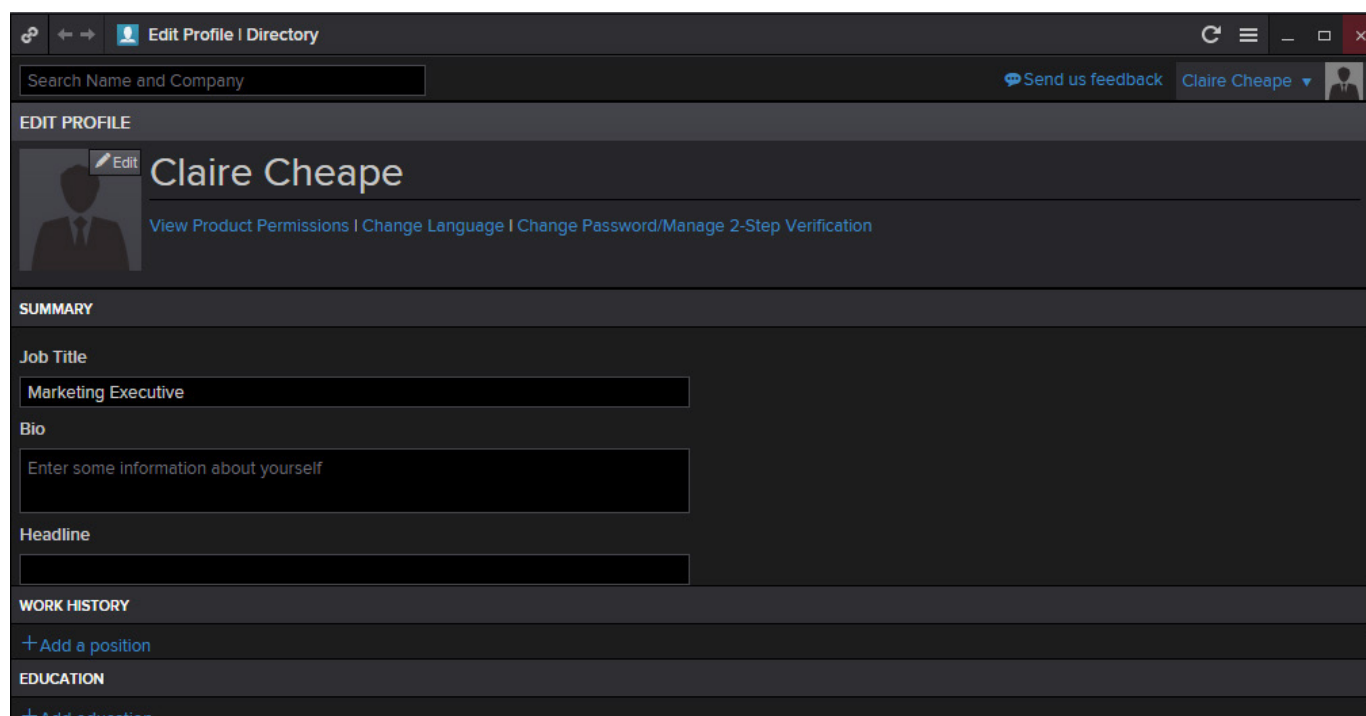 Edit Profile | Directory
Search Name and Company
Send us feedback Claire Cheape
EDIT PROFILE
Edit
Claire Cheape
View Product Permissions | Change Language | Change Password/Manage 2-Step Verification
SUMMARY
Job Title
Marketing Executive
Bio
Enter some information about yourself
Headline
WORK HISTORY
+Add a position
EDUCATION
+Add education